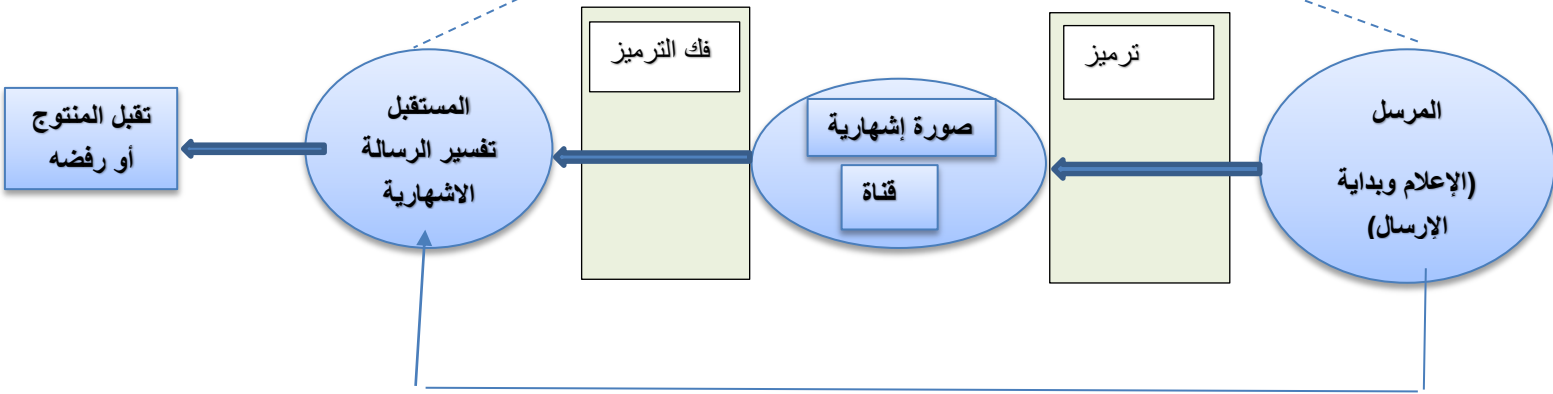 المرسل
(الإعلام وبداية
الإرسال)
ترميز
صورة إشهارية
قناة
فك الترميز
المستقبل
تفسير الرسالة
الاشهارية
تقبل المنتوج
أو رفضه